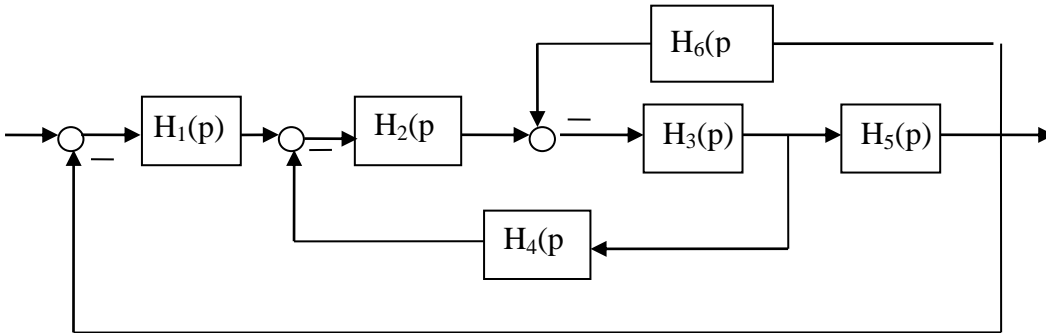 H₆(p
H₁(p)
H₂(p
H₃(p)
H₅(p)
H₄(p